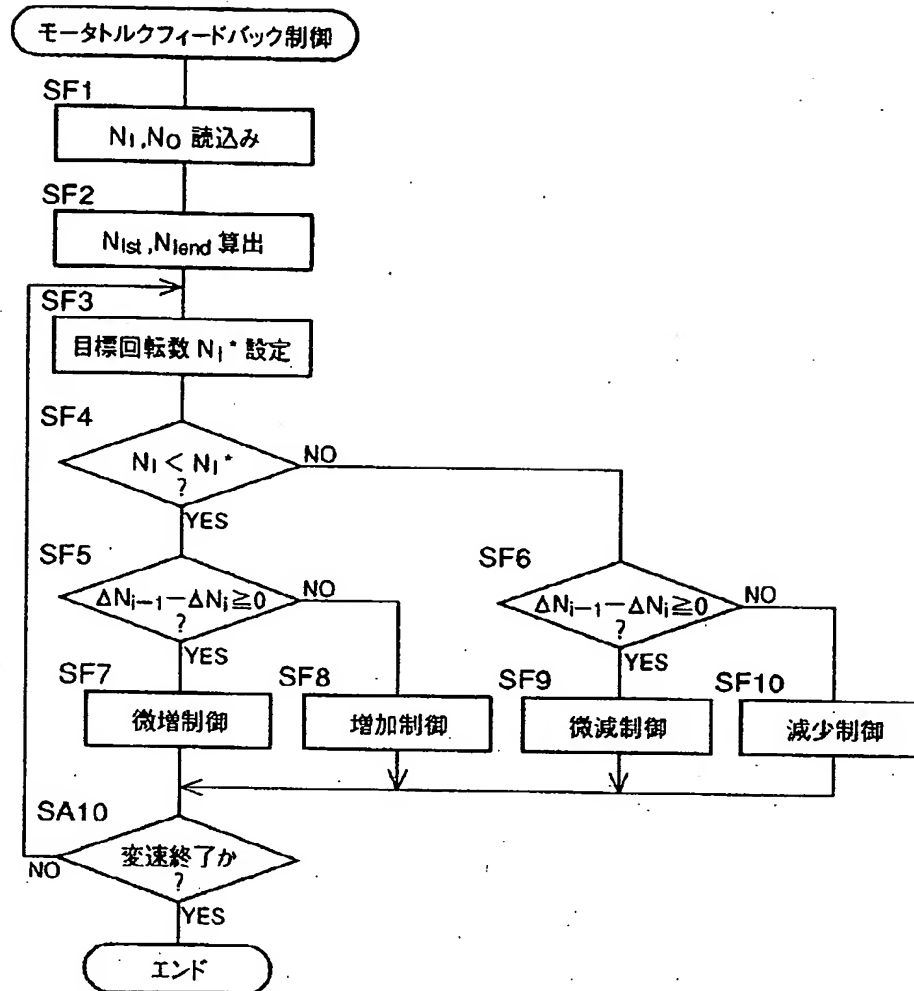 モータトルクフィードバック制御
SF1
NI,NO 読込み
SF2
NIst,NIend 算出
SF3
目標回転数 NI* 設定
SF4
NI < NI*
?
NO
YES
SF5
ΔNi−1−ΔNi≧0
?
NO
YES
SF6
ΔNi−1−ΔNi≧0
?
NO
YES
SF7
微増制御
SF8
増加制御
SF9
微減制御
SF10
減少制御
SA10
変速終了か
?
NO
YES
エンド